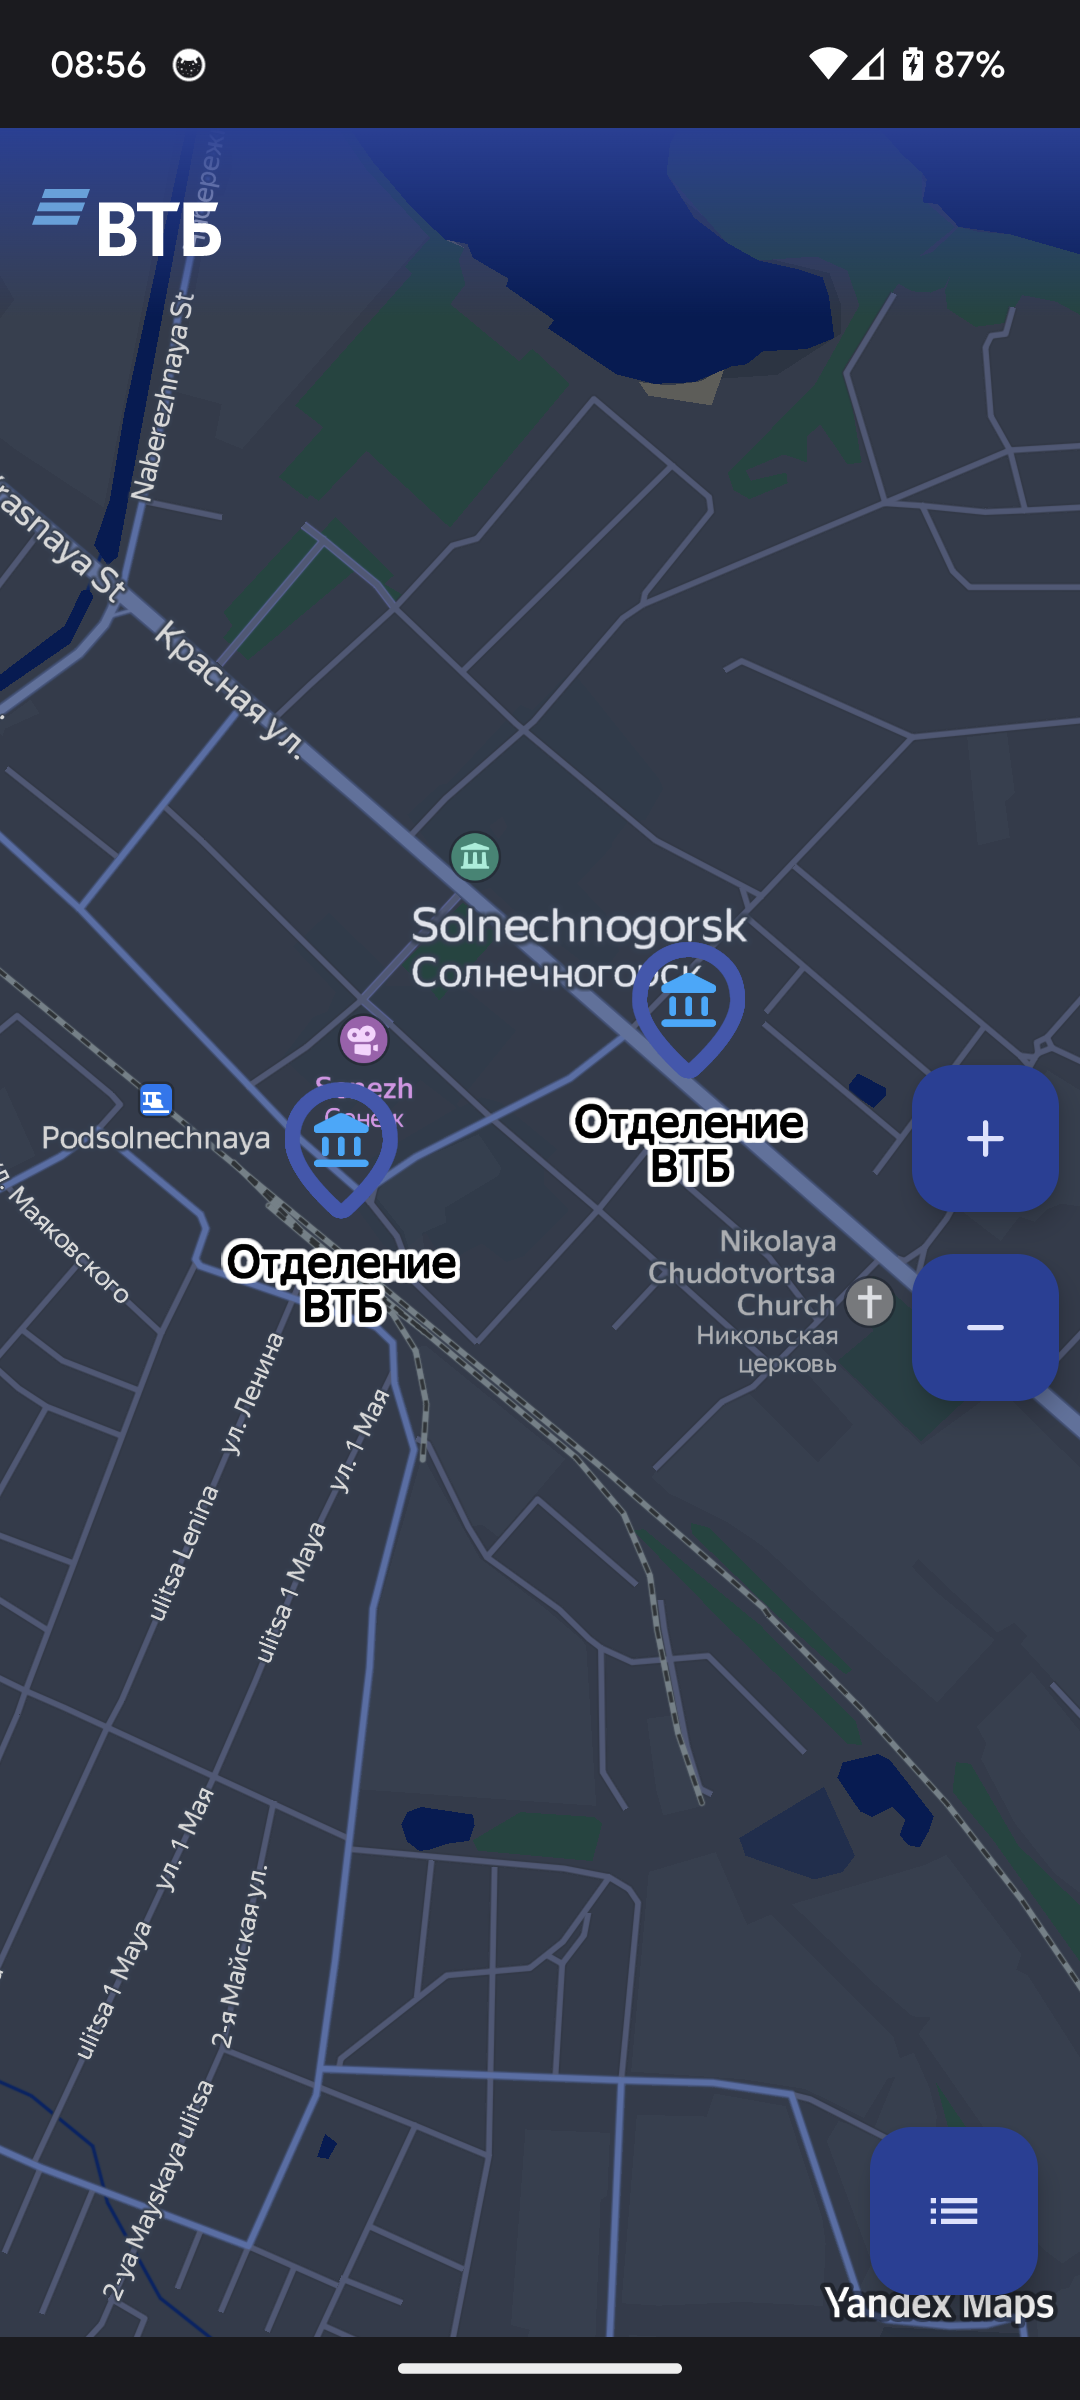 08:56
87%
ВТБ
Naberezhnaya St
Krasnaya St
Красная ул.
Solnechnogorsk
Солнечногорск
Senezh
Сенеж
Podsolnechnaya
Отделение
ВТБ
Отделение
ВТБ
ул. Маяковского
Nikolaya
Chudotvortsa
Church
Никольская
церковь
ул. Ленина
ulitsa Lenina
ул. 1 Мая
ulitsa 1 Maya
ул. 1 Мая
ulitsa 1 Maya
2-я Майская ул.
2-ya Mayskaya ulitsa
Yandex Maps